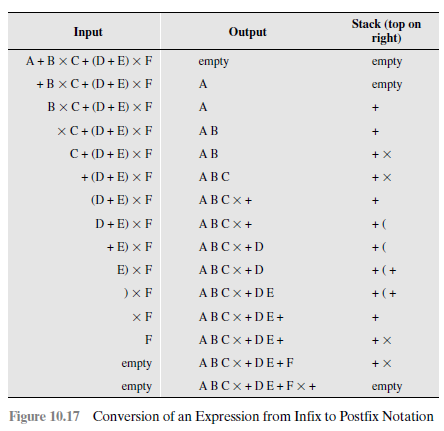 Input Output Stack (top on right)
A + B × C + (D + E) × F empty empty
+ B × C + (D + E) × F A empty
B × C + (D + E) × F A +
× C + (D + E) × F A B +
C + (D + E) × F A B + ×
+ (D + E) × F A B C + ×
(D + E) × F A B C × + +
D + E) × F A B C × + + (
+ E) × F A B C × + D + (
E) × F A B C × + D + ( +
) × F A B C × + D E + ( +
× F A B C × + D E + +
F A B C × + D E + + ×
empty A B C × + D E + F + ×
empty A B C × + D E + F × + empty
Figure 10.17 Conversion of an Expression from Infix to Postfix Notation